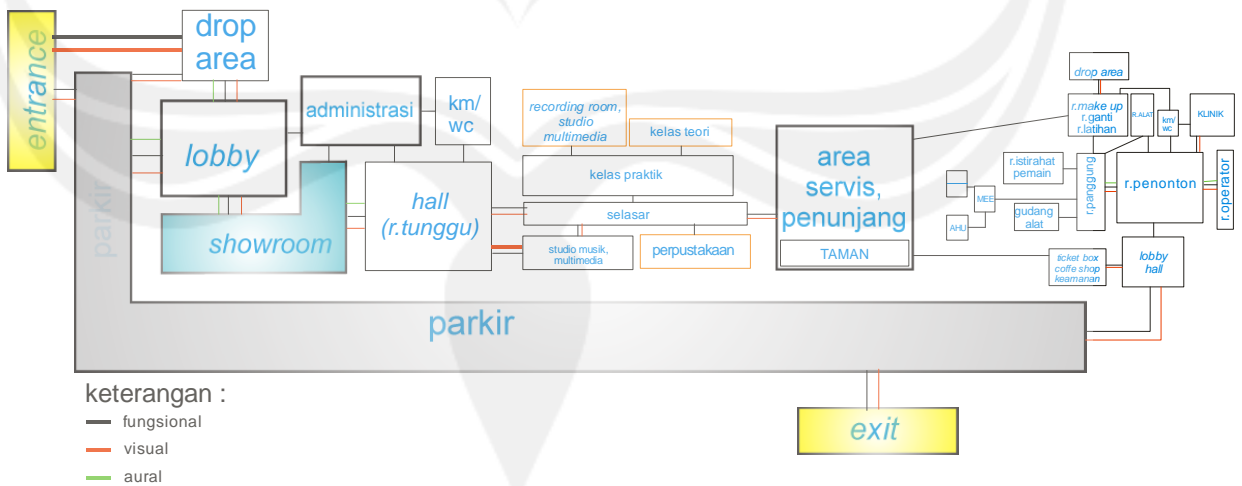 entrance
drop
area
parkir
lobby
showroom
administrasi
km/
wc
hall
(r.tunggu)
recording room,
studio
multimedia
kelas teori
kelas praktik
selasar
studio musik,
multimedia
perpustakaan
area
servis,
penunjang
TAMAN
drop area
r.make up
r.ganti
r.latihan
R.ALAT
km/
wc
KLINIK
r.istirahat
pemain
r.panggung
r.penonton
r.operator
MEE
AHU
gudang
alat
ticket box
coffe shop
keamanan
lobby
hall
parkir
exit
keterangan :
fungsional
visual
aural